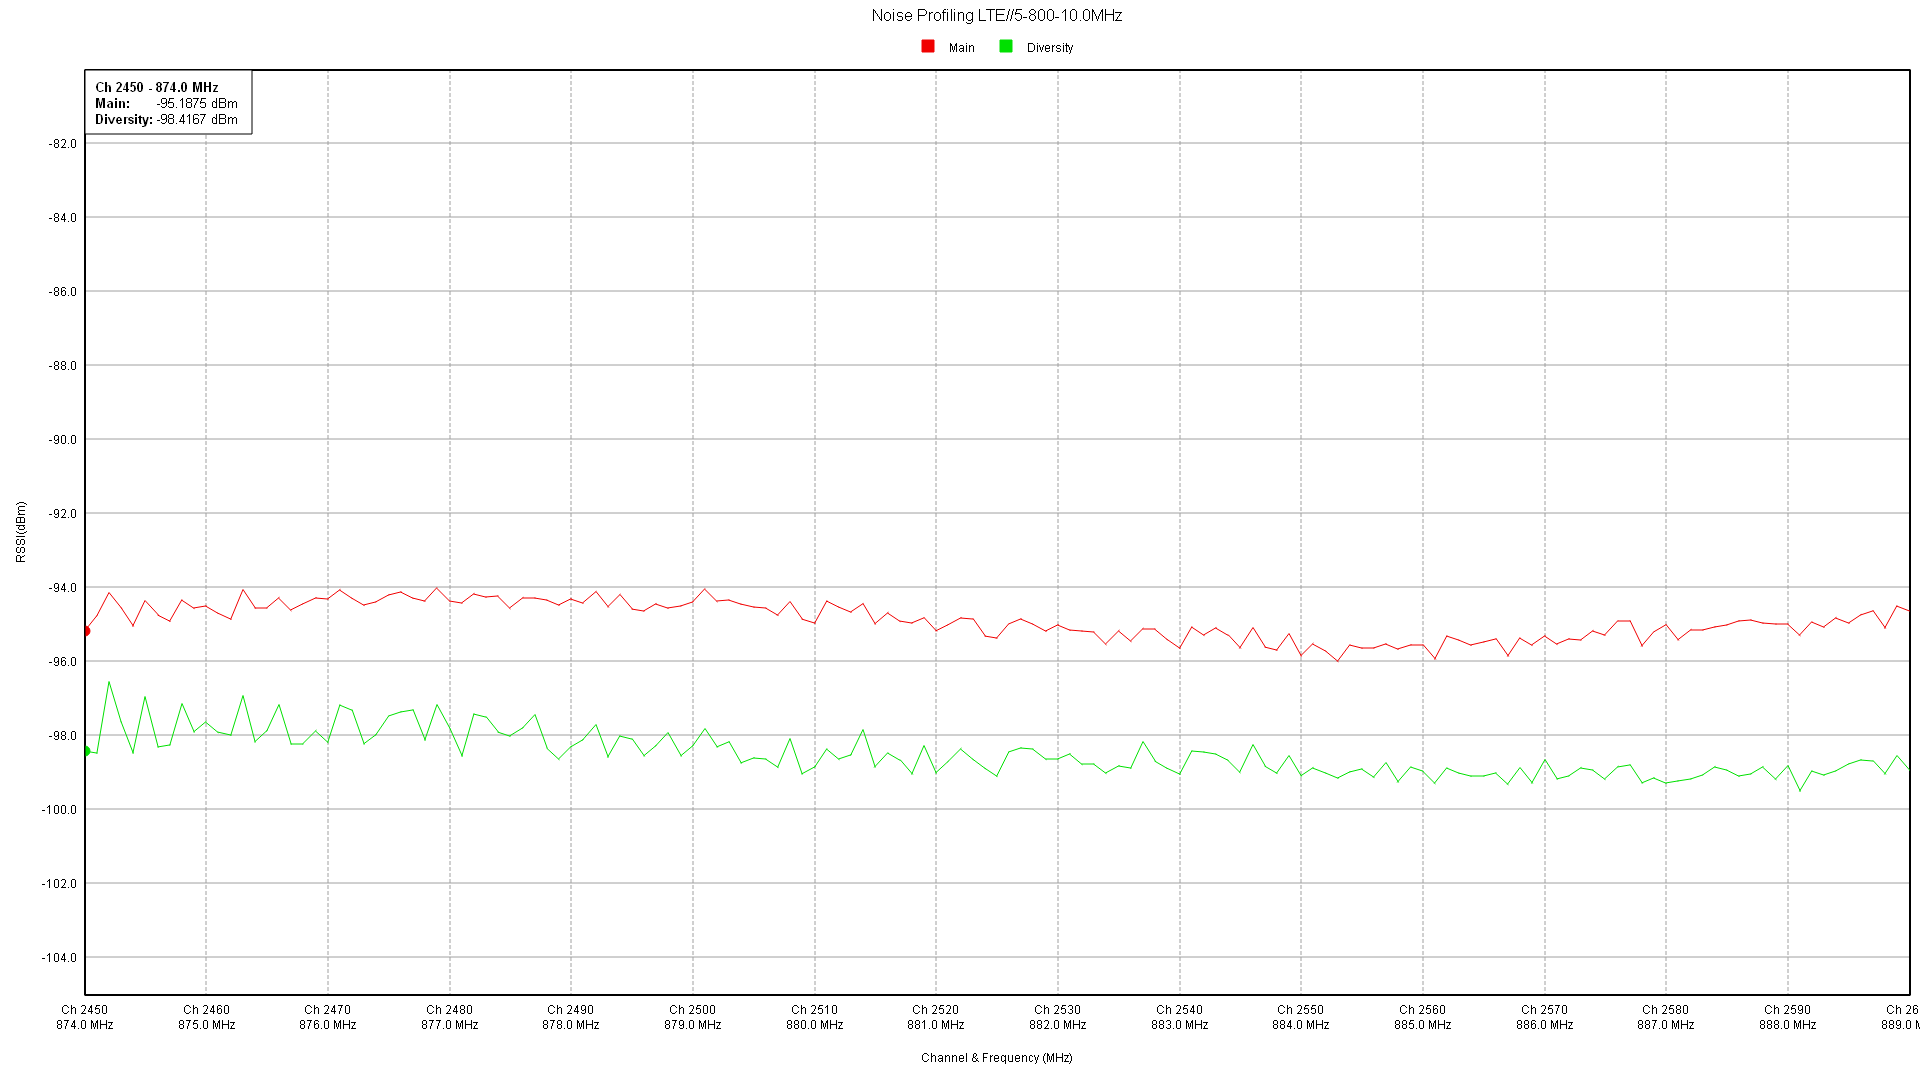 Noise Profiling LTE//5-800-10.0MHz
Main Diversity
Ch 2450 - 874.0 MHz
Main: -95.1875 dBm
Diversity: -98.4167 dBm
-82.0
-84.0
-86.0
-88.0
-90.0
-92.0
-94.0
-96.0
-98.0
-100.0
-102.0
-104.0
RSSI(dBm)
Ch 2450 Ch 2460 Ch 2470 Ch 2480 Ch 2490 Ch 2500 Ch 2510 Ch 2520 Ch 2530 Ch 2540 Ch 2550 Ch 2560 Ch 2570 Ch 2580 Ch 2590 Ch 26
874.0 MHz 875.0 MHz 876.0 MHz 877.0 MHz 878.0 MHz 879.0 MHz 880.0 MHz 881.0 MHz 882.0 MHz 883.0 MHz 884.0 MHz 885.0 MHz 886.0 MHz 887.0 MHz 888.0 MHz 889.0 M
Channel & Frequency (MHz)